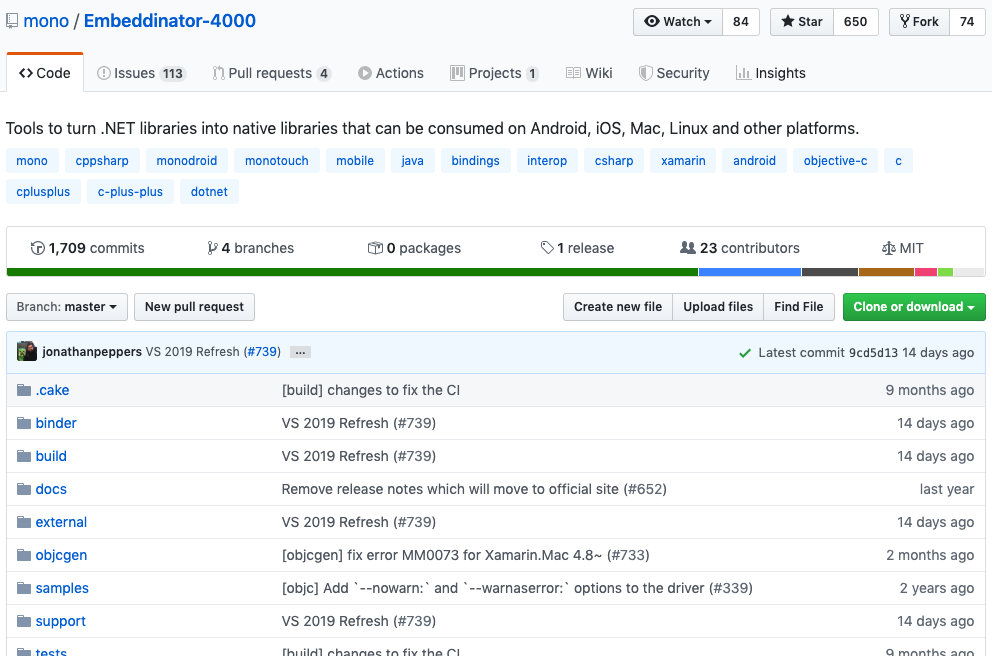 mono / Embeddinator-4000
Watch 84 Star 650 Fork 74
Code Issues 113 Pull requests 4 Actions Projects 1 Wiki Security Insights
Tools to turn .NET libraries into native libraries that can be consumed on Android, iOS, Mac, Linux and other platforms.
mono cppsharp monodroid monotouch mobile java bindings interop csharp xamarin android objective-c c
cplusplus c-plus-plus dotnet
1,709 commits 4 branches 0 packages 1 release 23 contributors MIT
Branch: master New pull request Create new file Upload files Find File Clone or download
jonathanpeppers VS 2019 Refresh (#739) ... Latest commit 9cd5d13 14 days ago
.cake [build] changes to fix the CI 9 months ago
binder VS 2019 Refresh (#739) 14 days ago
build VS 2019 Refresh (#739) 14 days ago
docs Remove release notes which will move to official site (#652) last year
external VS 2019 Refresh (#739) 14 days ago
objcgen [objcgen] fix error MM0073 for Xamarin.Mac 4.8~ (#733) 2 months ago
samples [objc] Add `--nowarn:` and `--warnaserror:` options to the driver (#339) 2 years ago
support VS 2019 Refresh (#739) 14 days ago
tests [build] changes to fix the CI 9 months ago